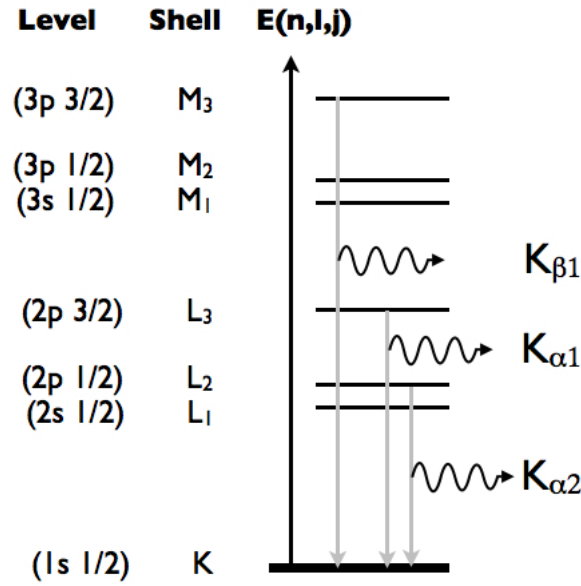 Level Shell E(n,l,j)
(3p 3/2) M3
(3p 1/2) M2
(3s 1/2) M1
Kβ1
(2p 3/2) L3
Kα1
(2p 1/2) L2
(2s 1/2) L1
Kα2
(1s 1/2) K